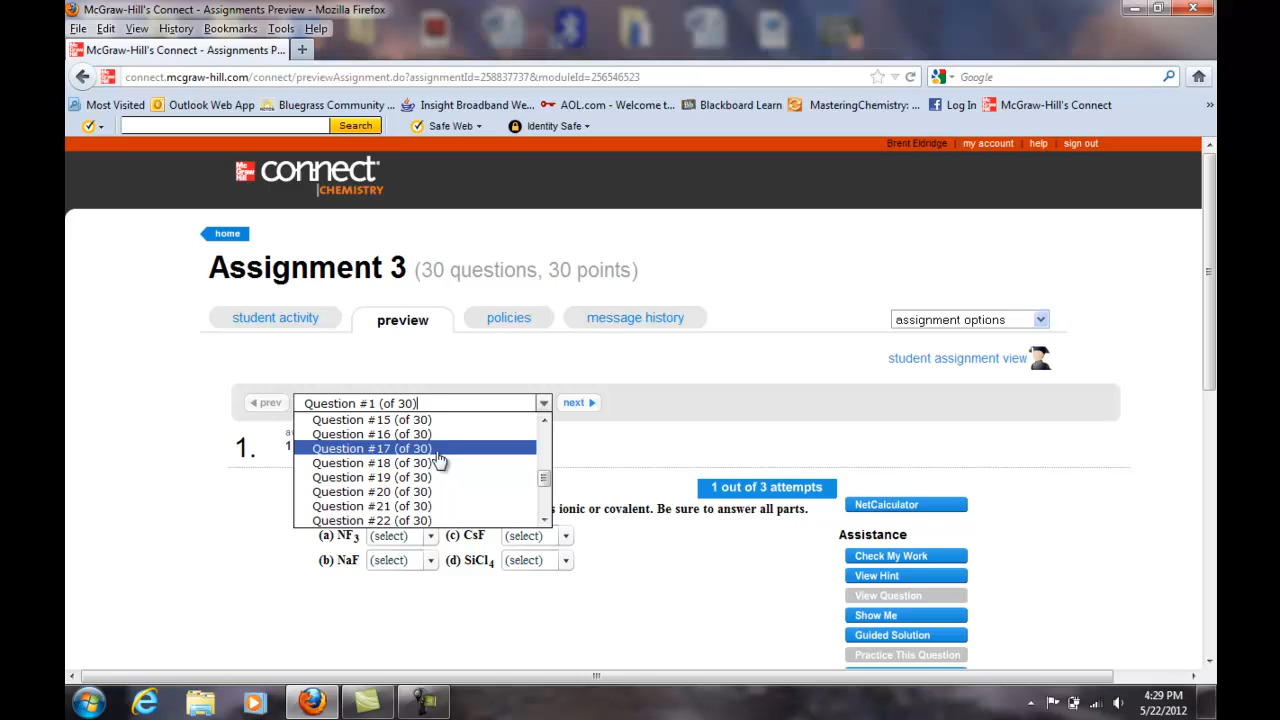 McGraw-Hill's Connect - Assignments Preview - Mozilla Firefox
File Edit View History Bookmarks Tools Help
McGraw-Hill's Connect - Assignments P... +
connect.mcgraw-hill.com/connect/previewAssignment.do?assignmentId=258837737&moduleId=256546523 Google
Most Visited Outlook Web App Bluegrass Community ... Insight Broadband We... AOL.com - Welcome t... Blackboard Learn MasteringChemistry: ... Log In McGraw-Hill's Connect »
Search Safe Web Identity Safe
Brent Eldridge | my account | help | sign out
Mc Graw Hill connect
CHEMISTRY
home
Assignment 3 (30 questions, 30 points)
student activity preview policies message history assignment options
student assignment view
prev Question #1 (of 30) next
Question #15 (of 30)
Question #16 (of 30)
1. Question #17 (of 30)
Question #18 (of 30)
Question #19 (of 30)
1 out of 3 attempts
Question #20 (of 30)
Question #21 (of 30) ionic or covalent. Be sure to answer all parts.
Question #22 (of 30)
(a) NF3 (select) (c) CsF (select)
(b) NaF (select) (d) SiCl4 (select)
NetCalculator
Assistance
Check My Work
View Hint
View Question
Show Me
Guided Solution
Practice This Question
4:29 PM
5/22/2012